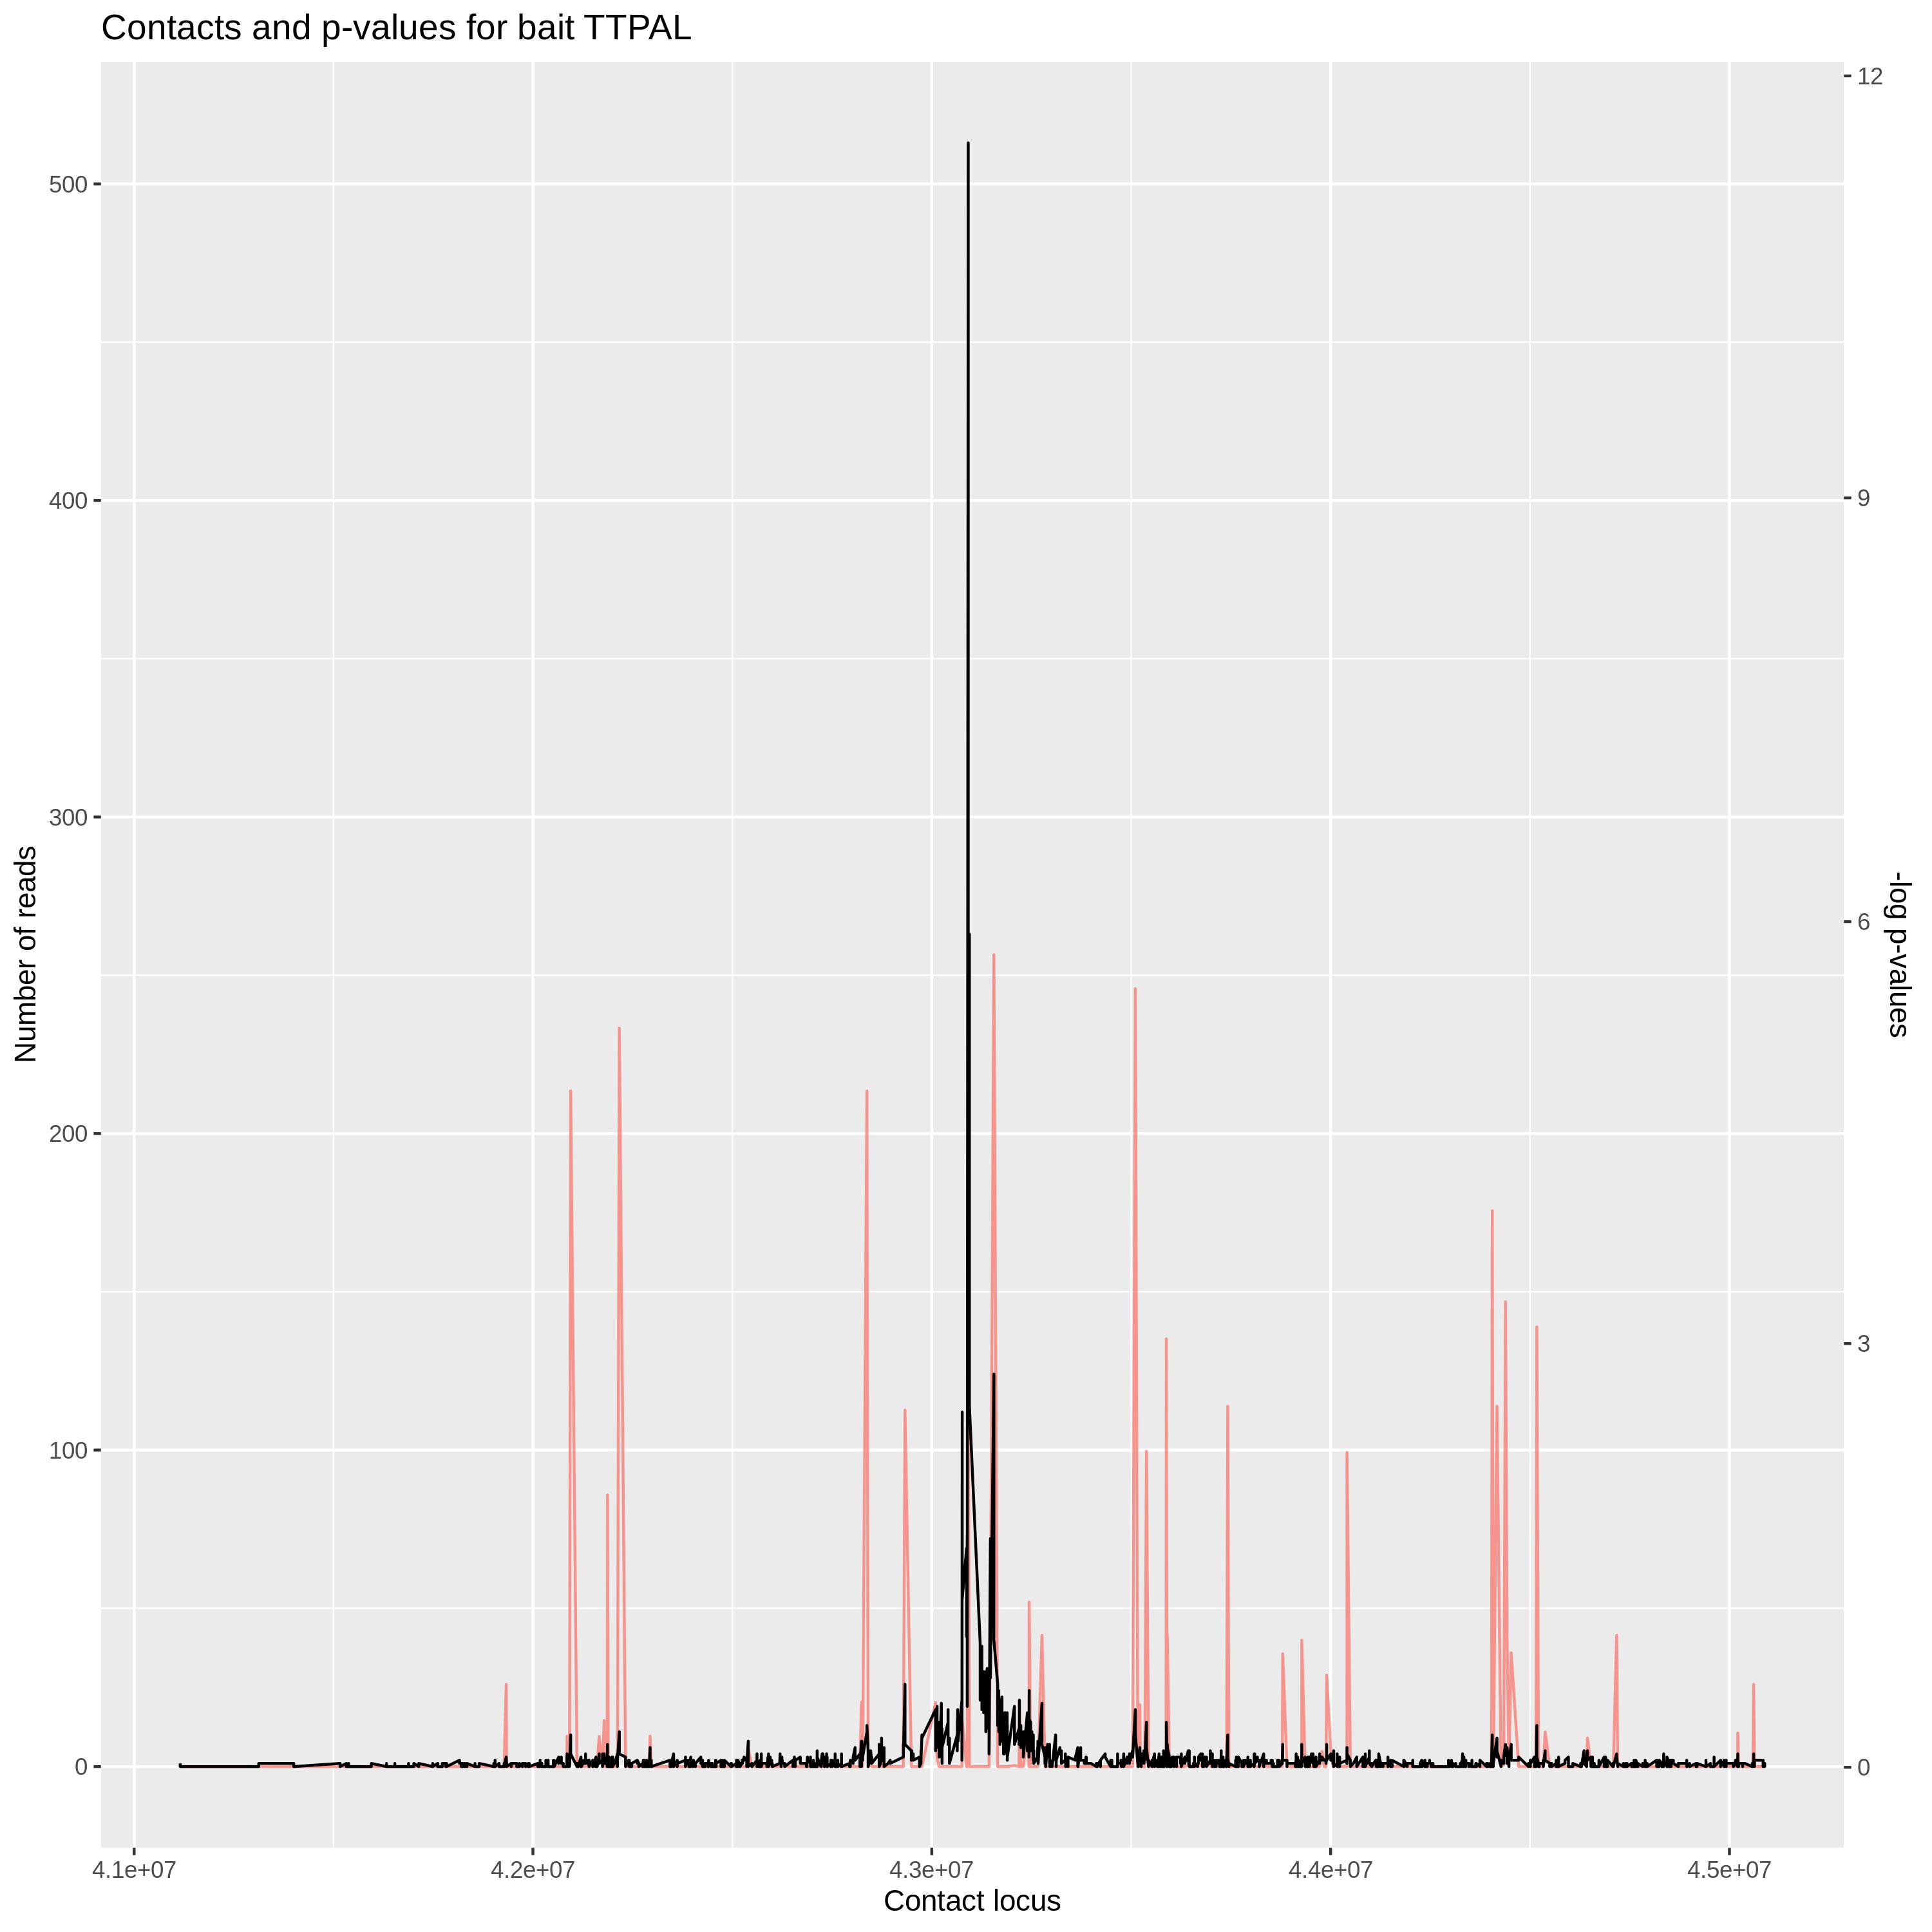 Contacts and p-values for bait TTPAL
12
500
9
400
300
Number of reads
6
-log p-values
200
3
100
0
0
4.1e+07
4.2e+07
4.3e+07
4.4e+07
4.5e+07
Contact locus